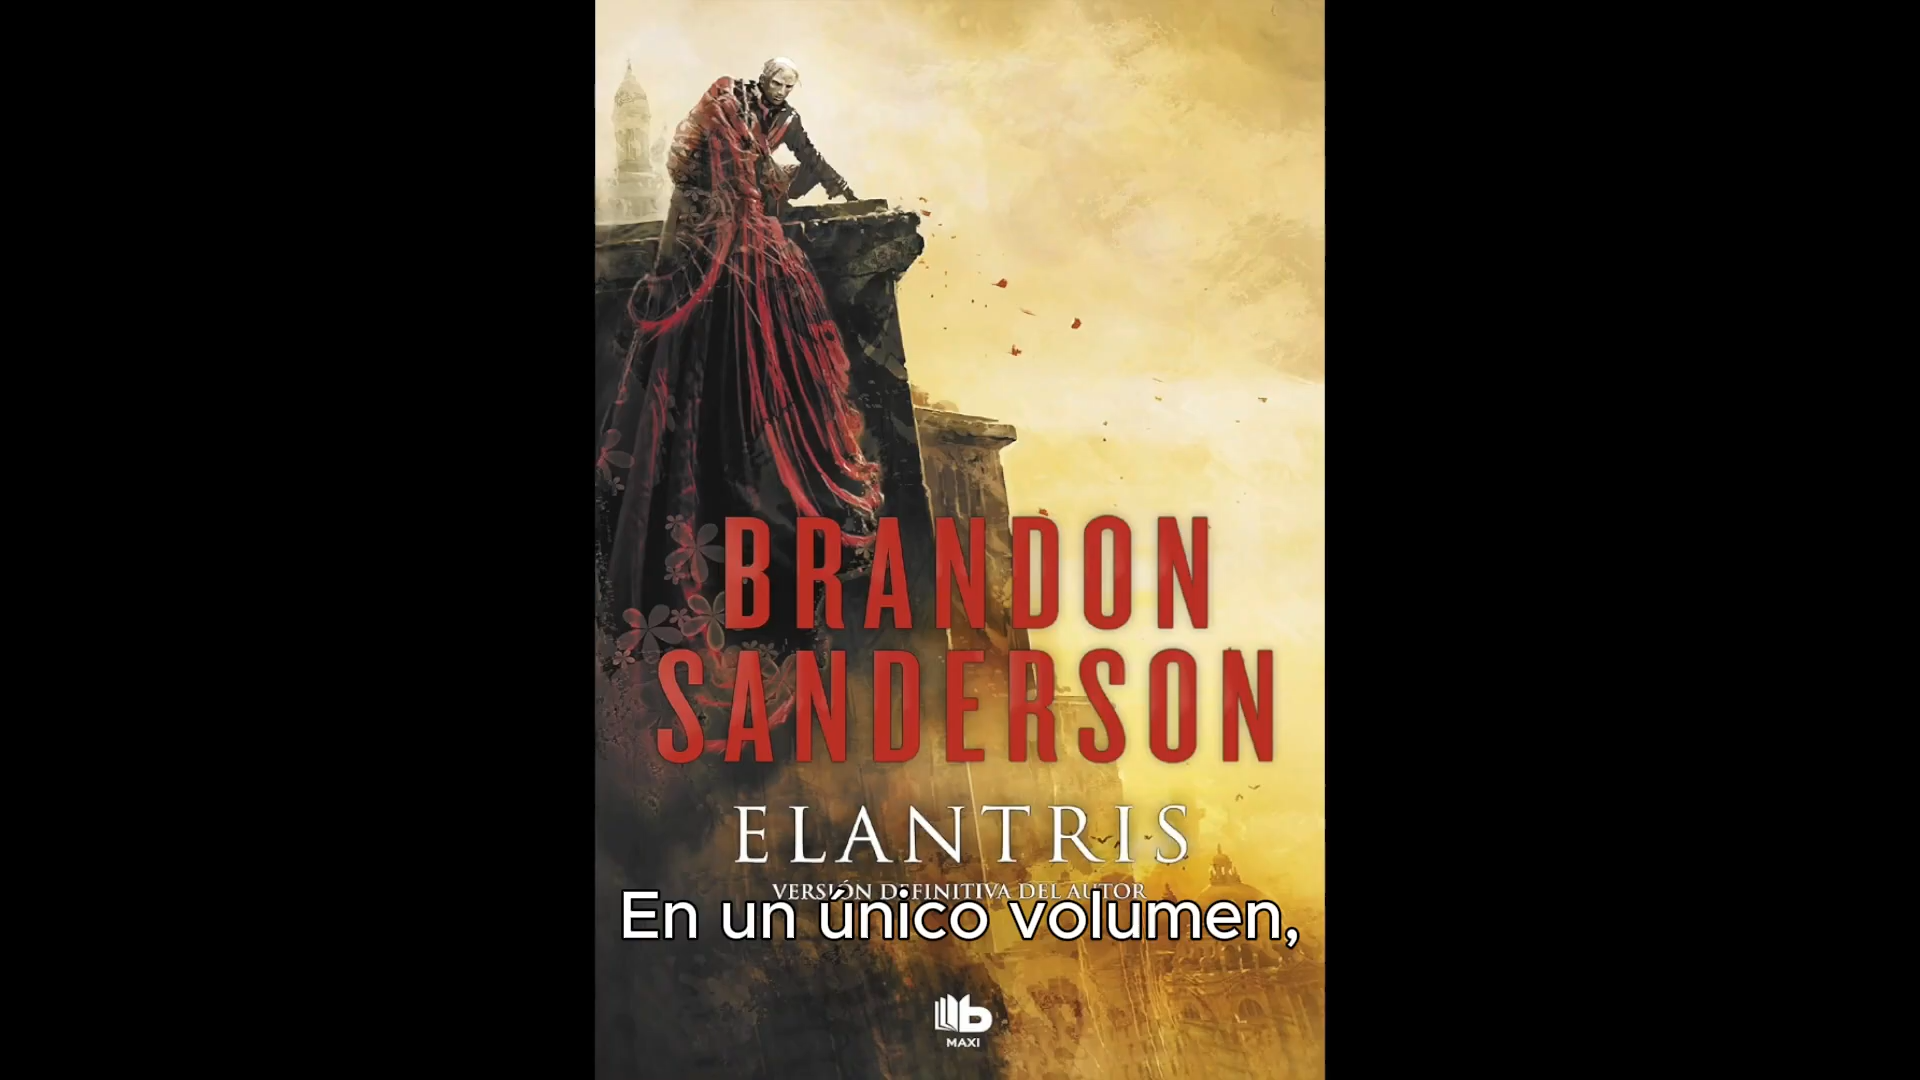 BRANDON
SANDERSON
ELANTRIS
VERSIÓN DEFINITIVA DEL AUTOR
En un único volumen,
b
MAXI